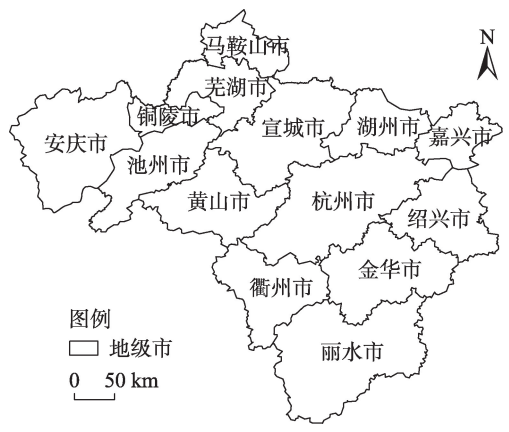 N
马鞍山市
芜湖市
铜陵市
宣城市
湖州市
嘉兴市
安庆市
池州市
黄山市
杭州市
绍兴市
金华市
衢州市
丽水市
图例
地级市
0 50 km